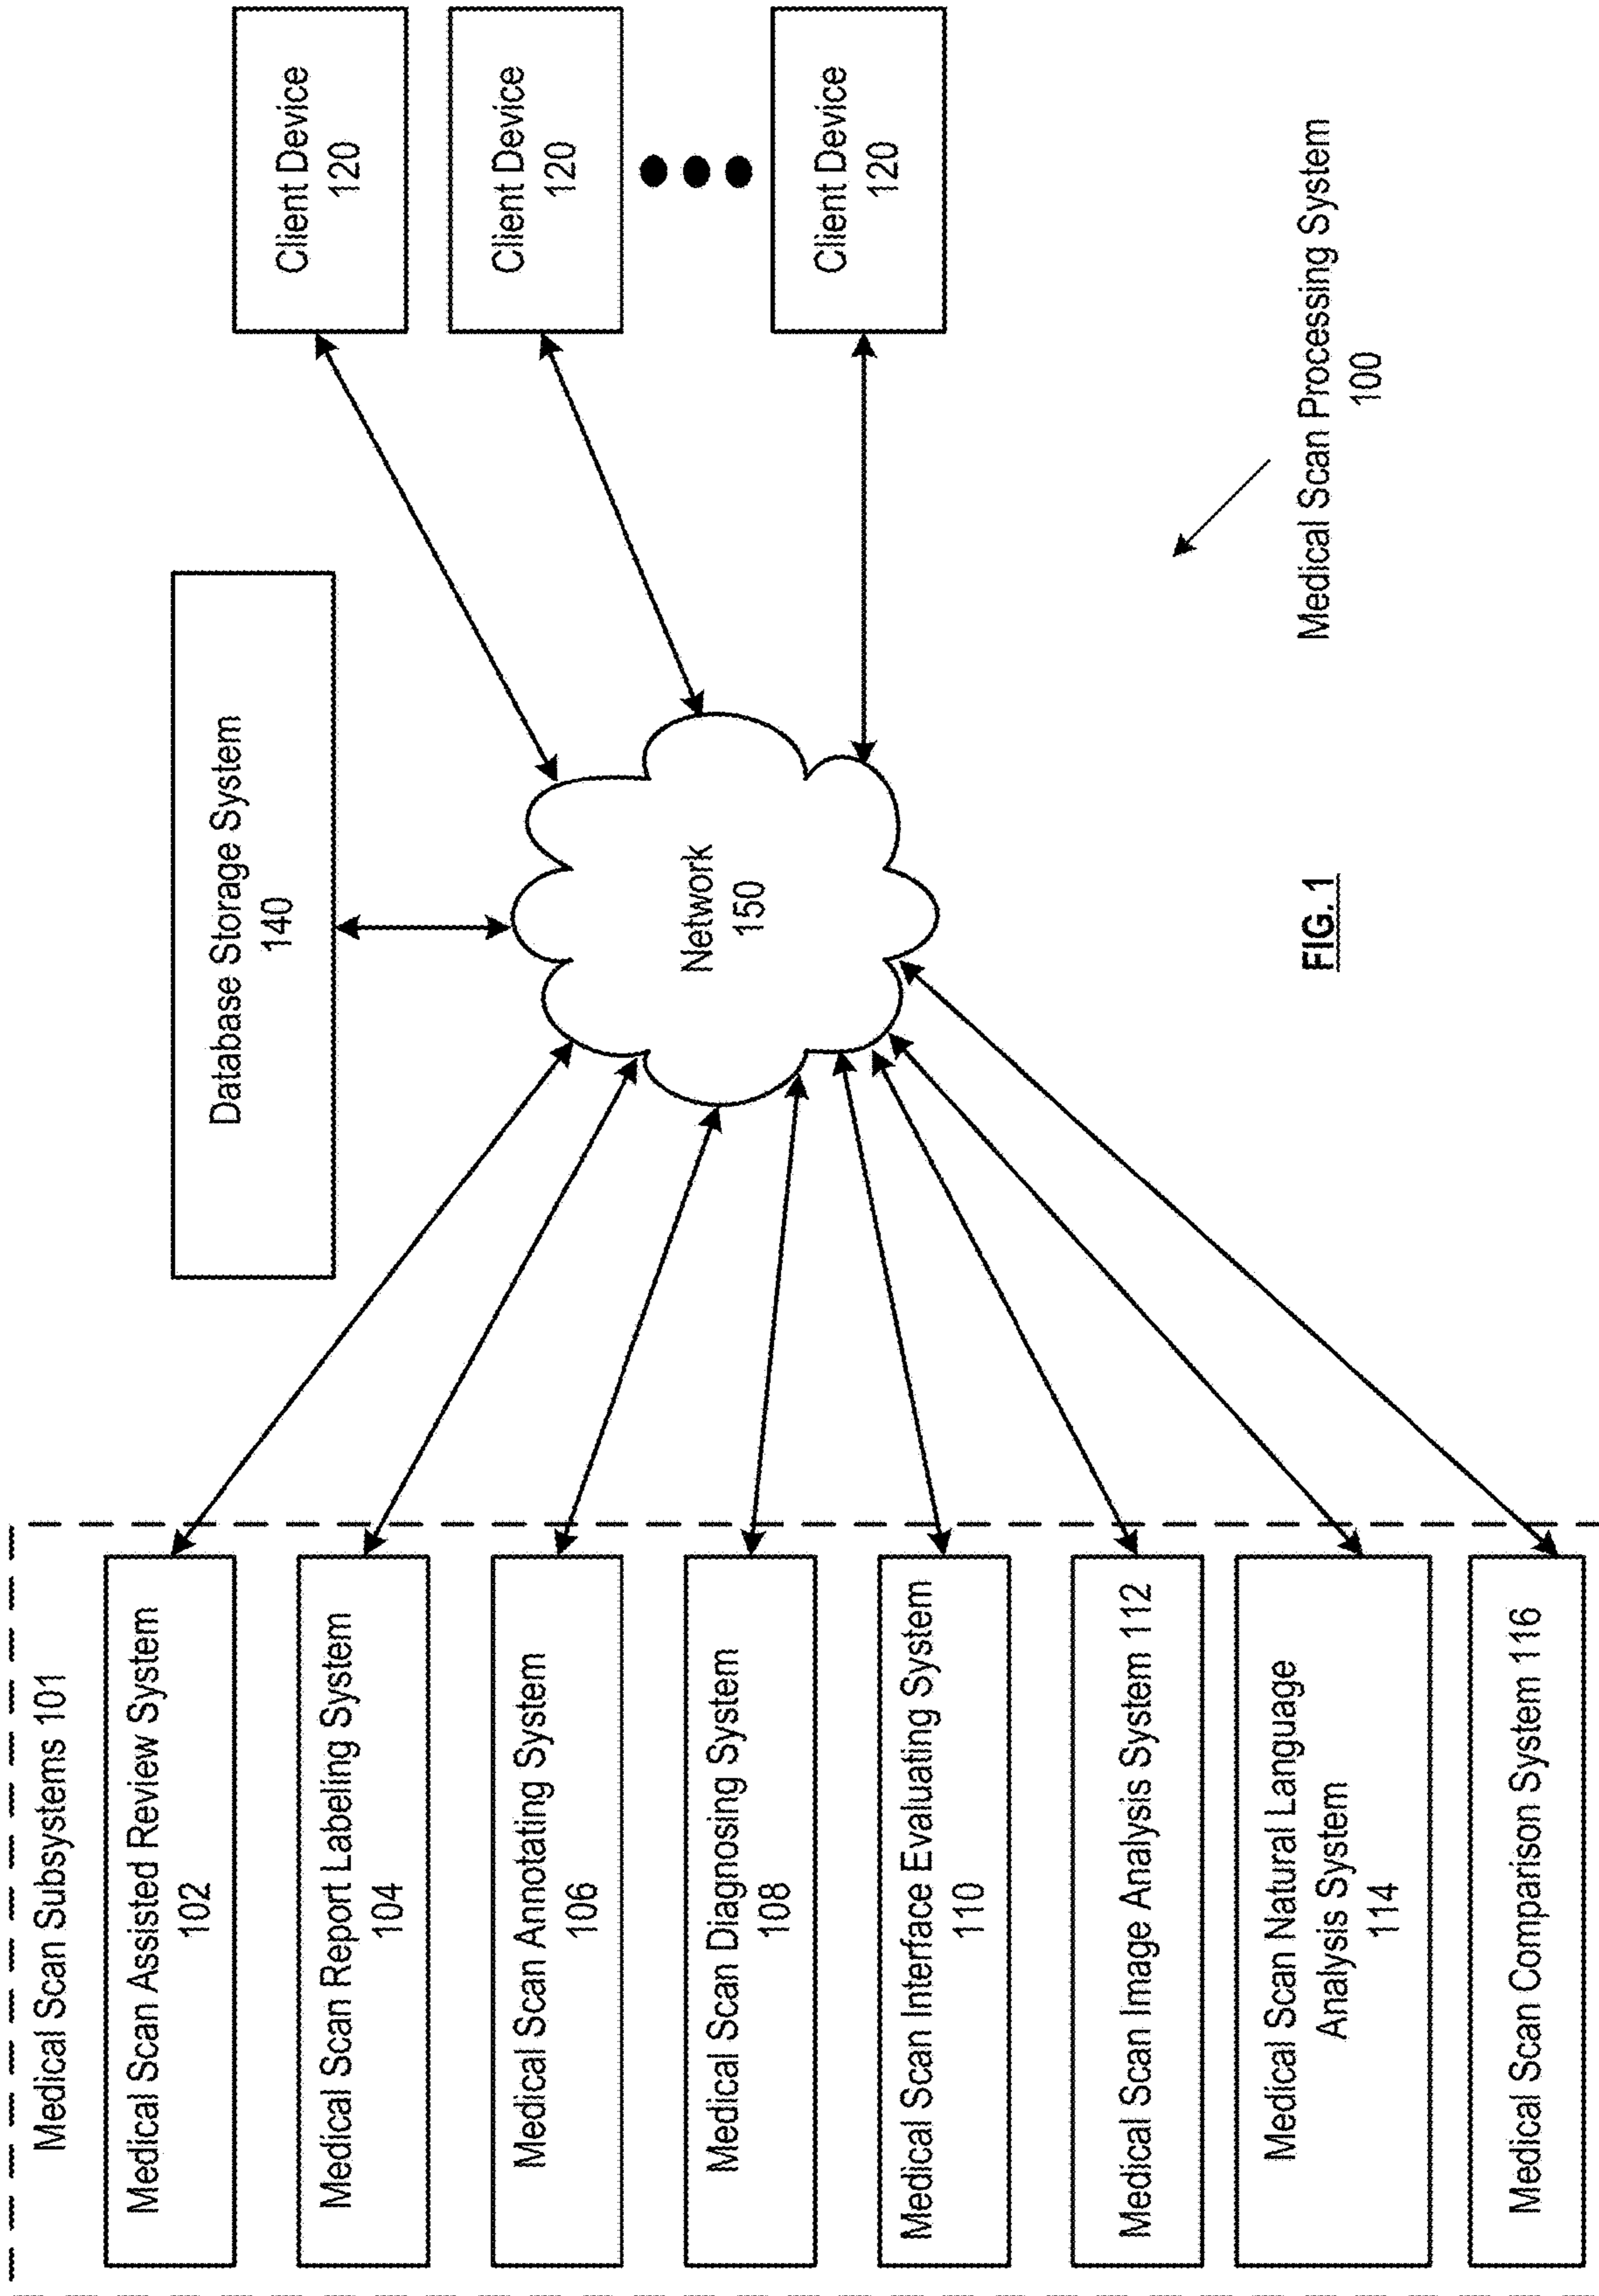 Medical Scan Subsystems 101
Medical Scan Assisted Review System
102
Medical Scan Report Labeling System
104
Medical Scan Annotating System
106
Medical Scan Diagnosing System
108
Medical Scan Interface Evaluating System
110
Medical Scan Image Analysis System 112
Medical Scan Natural Language
Analysis System
114
Medical Scan Comparison System 116
Database Storage System
140
Network
150
Client Device
120
Client Device
120
Client Device
120
Medical Scan Processing System
100
FIG. 1